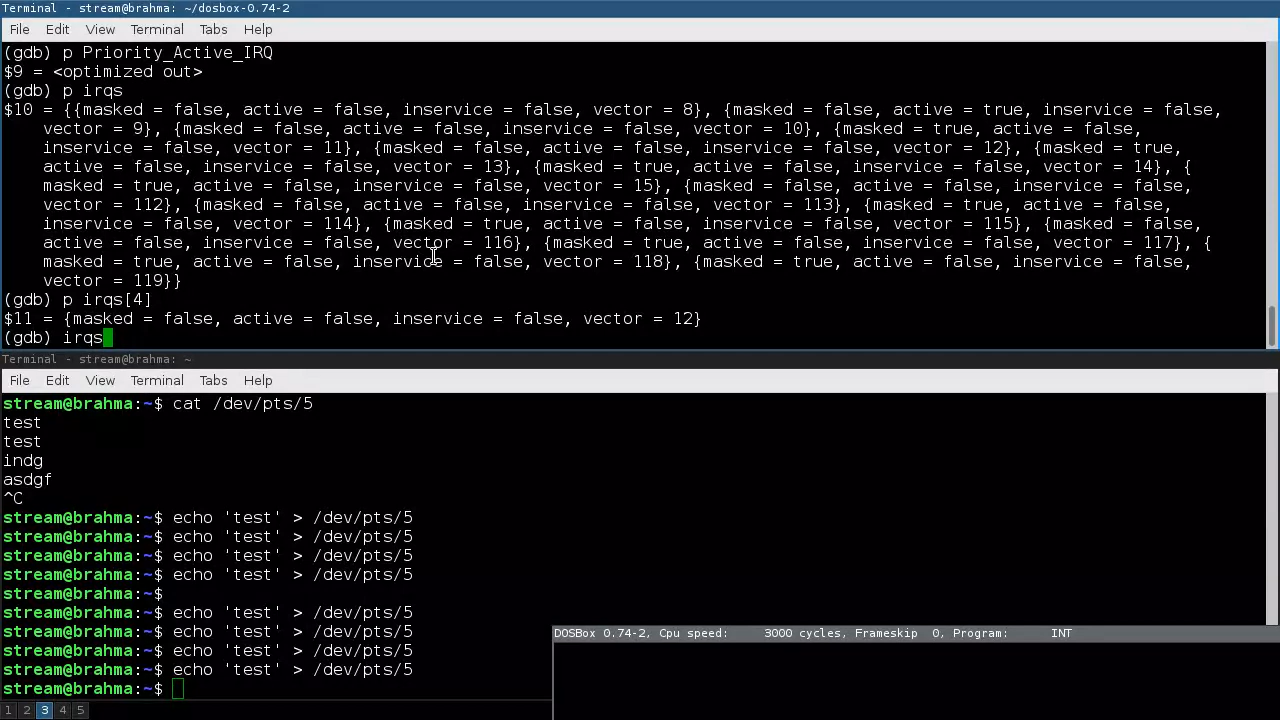 Terminal - stream@brahma: ~/dosbox-0.74-2
File Edit View Terminal Tabs Help
(gdb) p Priority_Active_IRQ
$9 = <optimized out>
(gdb) p irqs
$10 = {{masked = false, active = false, inservice = false, vector = 8}, {masked = false, active = true, inservice = false,
vector = 9}, {masked = false, active = false, inservice = false, vector = 10}, {masked = true, active = false,
inservice = false, vector = 11}, {masked = false, active = false, inservice = false, vector = 12}, {masked = true,
active = false, inservice = false, vector = 13}, {masked = true, active = false, inservice = false, vector = 14}, {
masked = true, active = false, inservice = false, vector = 15}, {masked = false, active = false, inservice = false,
vector = 112}, {masked = false, active = false, inservice = false, vector = 113}, {masked = true, active = false,
inservice = false, vector = 114}, {masked = true, active = false, inservice = false, vector = 115}, {masked = false,
active = false, inservice = false, vector = 116}, {masked = true, active = false, inservice = false, vector = 117}, {
masked = true, active = false, inservice = false, vector = 118}, {masked = true, active = false, inservice = false,
vector = 119}}
(gdb) p irqs[4]
$11 = {masked = false, active = false, inservice = false, vector = 12}
(gdb) irqs
Terminal - stream@brahma: ~
File Edit View Terminal Tabs Help
stream@brahma:~$ cat /dev/pts/5
test
test
indg
asdgf
^C
stream@brahma:~$ echo 'test' > /dev/pts/5
stream@brahma:~$ echo 'test' > /dev/pts/5
stream@brahma:~$ echo 'test' > /dev/pts/5
stream@brahma:~$ echo 'test' > /dev/pts/5
stream@brahma:~$
stream@brahma:~$ echo 'test' > /dev/pts/5
stream@brahma:~$ echo 'test' > /dev/pts/5
stream@brahma:~$ echo 'test' > /dev/pts/5
stream@brahma:~$ echo 'test' > /dev/pts/5
stream@brahma:~$
DOSBox 0.74-2, Cpu speed: 3000 cycles, Frameskip 0, Program: INT
1 2 3 4 5